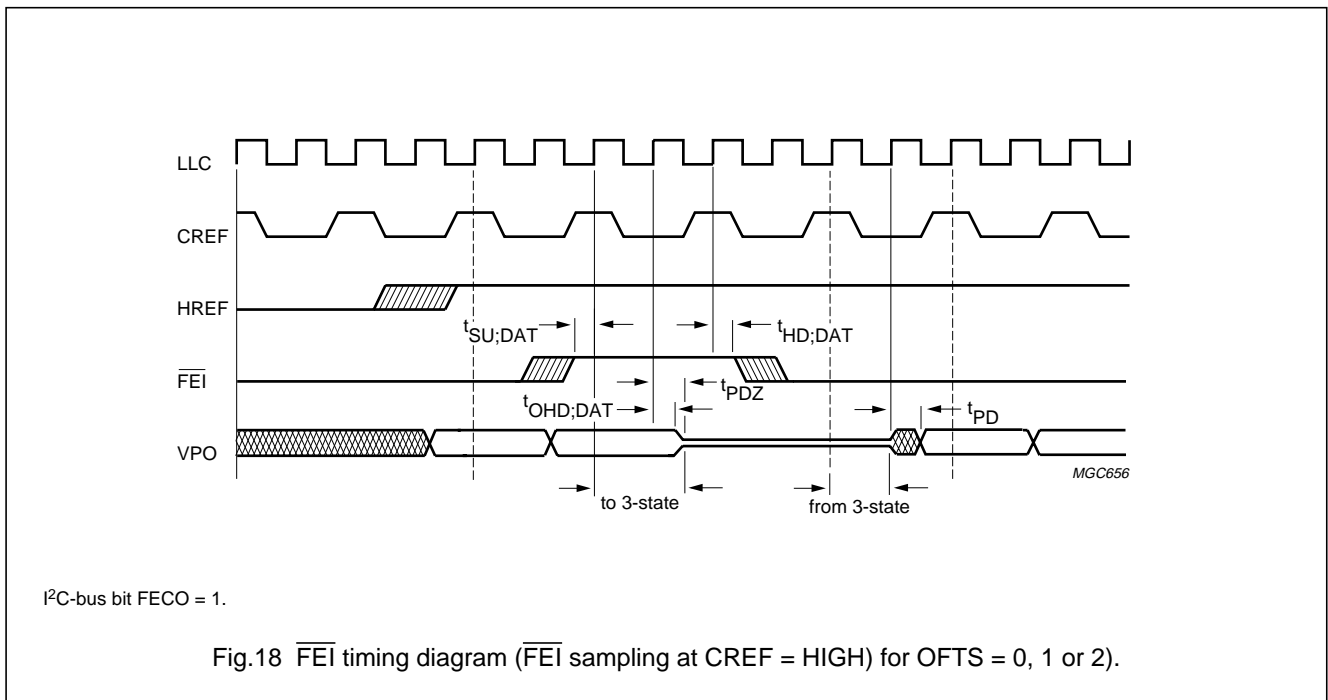 LLC
CREF
HREF
tSU;DAT
tHD;DAT
FEI
tPDZ
tOHD;DAT
tPD
VPO
MGC656
to 3-state
from 3-state
I2C-bus bit FECO = 1.
Fig.18 FEI timing diagram (FEI sampling at CREF = HIGH) for OFTS = 0, 1 or 2).